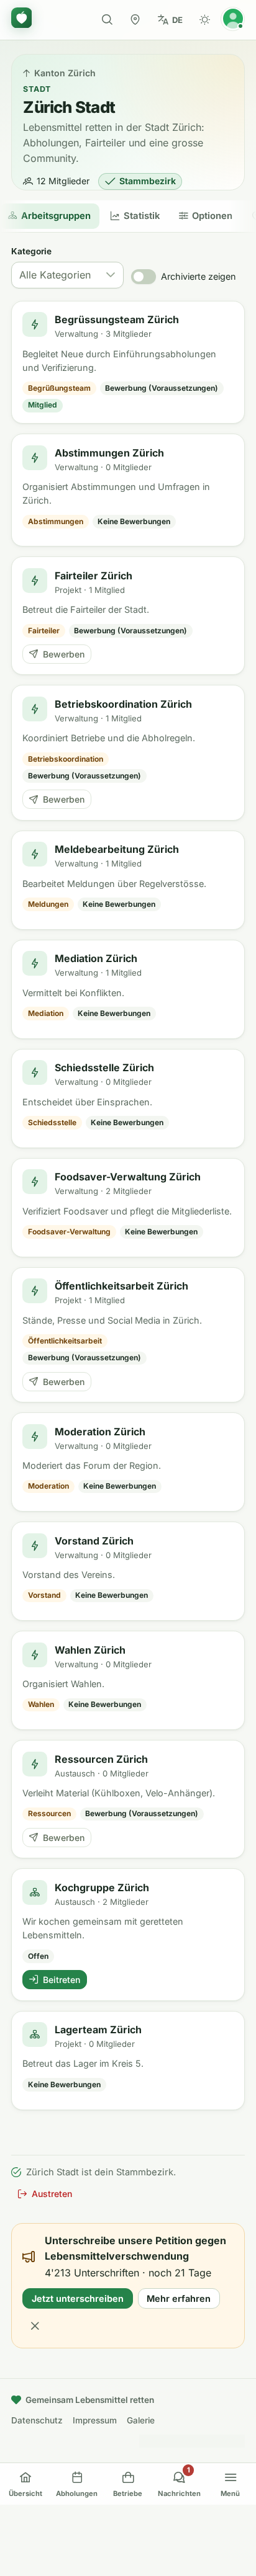 DE
Kanton Zürich
STADT
Zürich Stadt
Lebensmittel retten in der Stadt Zürich:
Abholungen, Fairteiler und eine grosse
Community.
12 Mitglieder
Stammbezirk
Arbeitsgruppen
Statistik
Optionen
Kategorie
Alle Kategorien
Archivierte zeigen
Begrüssungsteam Zürich
Verwaltung · 3 Mitglieder
Begleitet Neue durch Einführungsabholungen
und Verifizierung.
Begrüßungsteam
Bewerbung (Voraussetzungen)
Mitglied
Abstimmungen Zürich
Verwaltung · 0 Mitglieder
Organisiert Abstimmungen und Umfragen in
Zürich.
Abstimmungen
Keine Bewerbungen
Fairteiler Zürich
Projekt · 1 Mitglied
Betreut die Fairteiler der Stadt.
Fairteiler
Bewerbung (Voraussetzungen)
Bewerben
Betriebskoordination Zürich
Verwaltung · 1 Mitglied
Koordiniert Betriebe und die Abholregeln.
Betriebskoordination
Bewerbung (Voraussetzungen)
Bewerben
Meldebearbeitung Zürich
Verwaltung · 1 Mitglied
Bearbeitet Meldungen über Regelverstösse.
Meldungen
Keine Bewerbungen
Mediation Zürich
Verwaltung · 1 Mitglied
Vermittelt bei Konflikten.
Mediation
Keine Bewerbungen
Schiedsstelle Zürich
Verwaltung · 0 Mitglieder
Entscheidet über Einsprachen.
Schiedsstelle
Keine Bewerbungen
Foodsaver-Verwaltung Zürich
Verwaltung · 2 Mitglieder
Verifiziert Foodsaver und pflegt die Mitgliederliste.
Foodsaver-Verwaltung
Keine Bewerbungen
Öffentlichkeitsarbeit Zürich
Projekt · 1 Mitglied
Stände, Presse und Social Media in Zürich.
Öffentlichkeitsarbeit
Bewerbung (Voraussetzungen)
Bewerben
Moderation Zürich
Verwaltung · 0 Mitglieder
Moderiert das Forum der Region.
Moderation
Keine Bewerbungen
Vorstand Zürich
Verwaltung · 0 Mitglieder
Vorstand des Vereins.
Vorstand
Keine Bewerbungen
Wahlen Zürich
Verwaltung · 0 Mitglieder
Organisiert Wahlen.
Wahlen
Keine Bewerbungen
Ressourcen Zürich
Austausch · 0 Mitglieder
Verleiht Material (Kühlboxen, Velo-Anhänger).
Ressourcen
Bewerbung (Voraussetzungen)
Bewerben
Kochgruppe Zürich
Austausch · 2 Mitglieder
Wir kochen gemeinsam mit geretteten
Lebensmitteln.
Offen
Beitreten
Lagerteam Zürich
Projekt · 0 Mitglieder
Betreut das Lager im Kreis 5.
Keine Bewerbungen
Zürich Stadt ist dein Stammbezirk.
Austreten
Unterschreibe unsere Petition gegen
Lebensmittelverschwendung
4'213 Unterschriften · noch 21 Tage
Jetzt unterschreiben
Mehr erfahren
Gemeinsam Lebensmittel retten
Datenschutz
Impressum
Galerie
1
Übersicht
Abholungen
Betriebe
Nachrichten
Menü